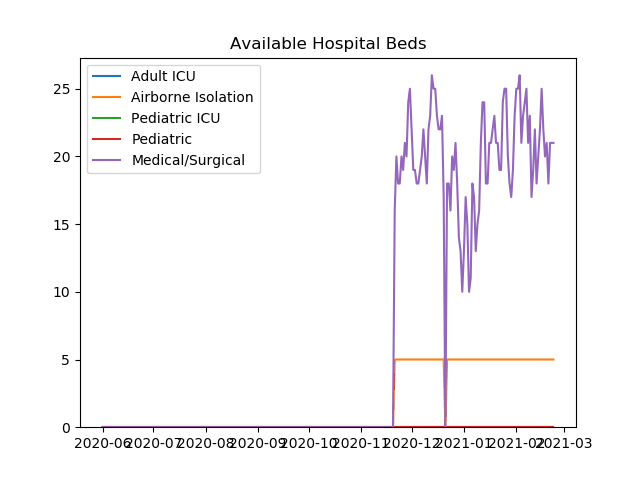 Available Hospital Beds
Adult ICU
Airborne Isolation
Pediatric ICU
Pediatric
Medical/Surgical
25
20
15
10
5
0
2020-06 2020-07 2020-08 2020-09 2020-10 2020-11 2020-12 2021-01 2021-02 2021-03